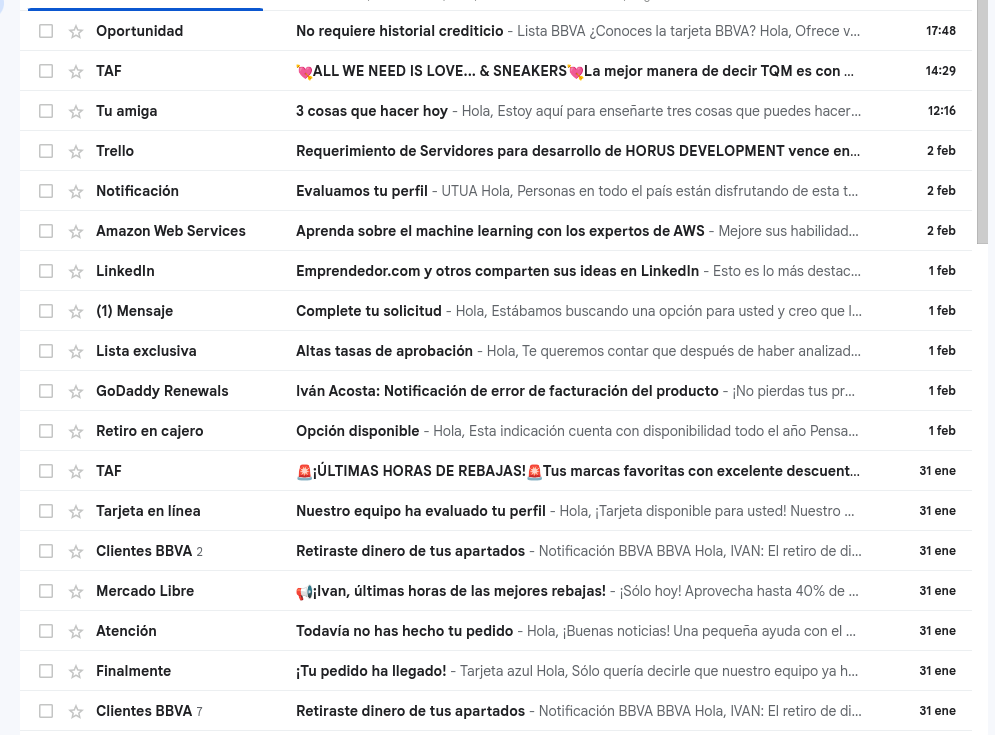 Oportunidad No requiere historial crediticio - Lista BBVA ¿Conoces la tarjeta BBVA? Hola, Ofrece v... 17:48
TAF 💘ALL WE NEED IS LOVE... & SNEAKERS💘La mejor manera de decir TQM es con ... 14:29
Tu amiga 3 cosas que hacer hoy - Hola, Estoy aquí para enseñarte tres cosas que puedes hacer... 12:16
Trello Requerimiento de Servidores para desarrollo de HORUS DEVELOPMENT vence en... 2 feb
Notificación Evaluamos tu perfil - UTUA Hola, Personas en todo el país están disfrutando de esta t... 2 feb
Amazon Web Services Aprenda sobre el machine learning con los expertos de AWS - Mejore sus habilidad... 2 feb
LinkedIn Emprendedor.com y otros comparten sus ideas en LinkedIn - Esto es lo más destac... 1 feb
(1) Mensaje Complete tu solicitud - Hola, Estábamos buscando una opción para usted y creo que l... 1 feb
Lista exclusiva Altas tasas de aprobación - Hola, Te queremos contar que después de haber analizad... 1 feb
GoDaddy Renewals Iván Acosta: Notificación de error de facturación del producto - ¡No pierdas tus pr... 1 feb
Retiro en cajero Opción disponible - Hola, Esta indicación cuenta con disponibilidad todo el año Pensa... 1 feb
TAF 🚨¡ÚLTIMAS HORAS DE REBAJAS!🚨Tus marcas favoritas con excelente descuent... 31 ene
Tarjeta en línea Nuestro equipo ha evaluado tu perfil - Hola, ¡Tarjeta disponible para usted! Nuestro ... 31 ene
Clientes BBVA 2 Retiraste dinero de tus apartados - Notificación BBVA BBVA Hola, IVAN: El retiro de di... 31 ene
Mercado Libre 📢¡Ivan, últimas horas de las mejores rebajas! - ¡Sólo hoy! Aprovecha hasta 40% de ... 31 ene
Atención Todavía no has hecho tu pedido - Hola, ¡Buenas noticias! Una pequeña ayuda con el ... 31 ene
Finalmente ¡Tu pedido ha llegado! - Tarjeta azul Hola, Sólo quería decirle que nuestro equipo ya h... 31 ene
Clientes BBVA 7 Retiraste dinero de tus apartados - Notificación BBVA BBVA Hola, IVAN: El retiro de di... 31 ene